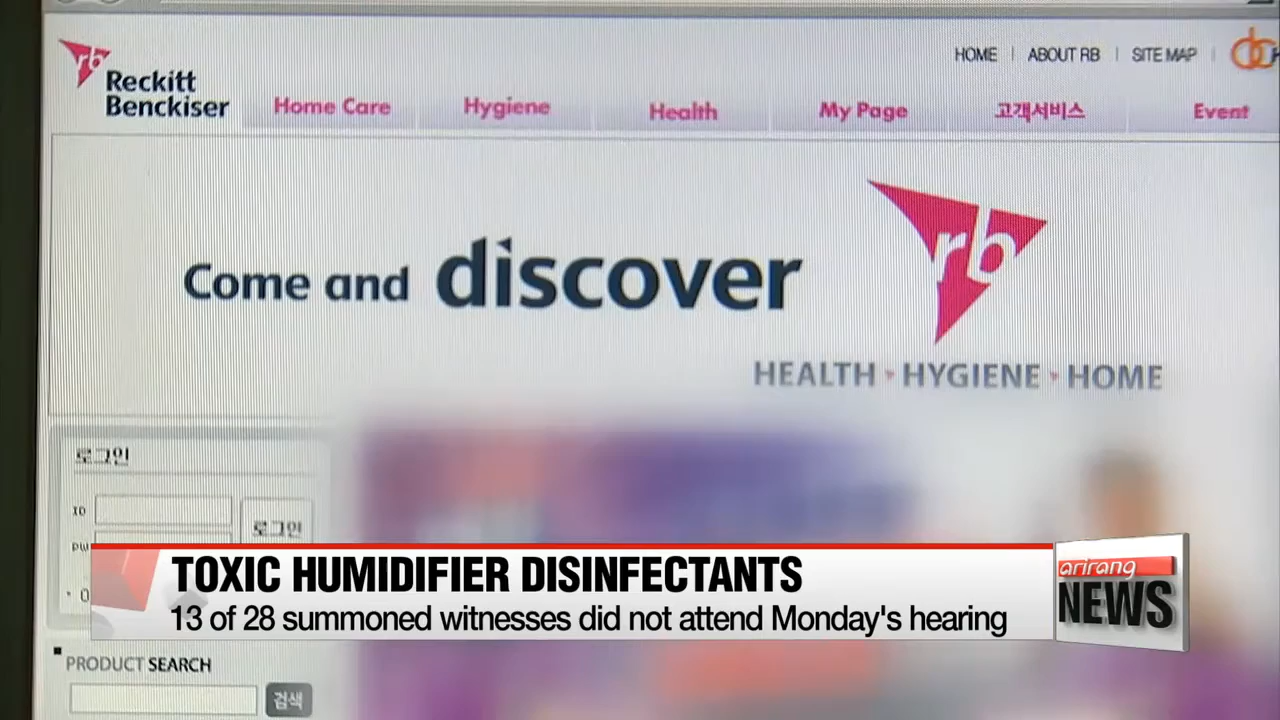 HOME | ABOUT RB | SITE MAP |
rb
Reckitt
Benckiser
Home Care
Hygiene
Health
My Page
고객서비스
Event
Come and discover
rb
HEALTH HYGIENE HOME
로그인
ID
로그인
PW
PRODUCT SEARCH
검색
TOXIC HUMIDIFIER DISINFECTANTS
13 of 28 summoned witnesses did not attend Monday's hearing
arirang
NEWS